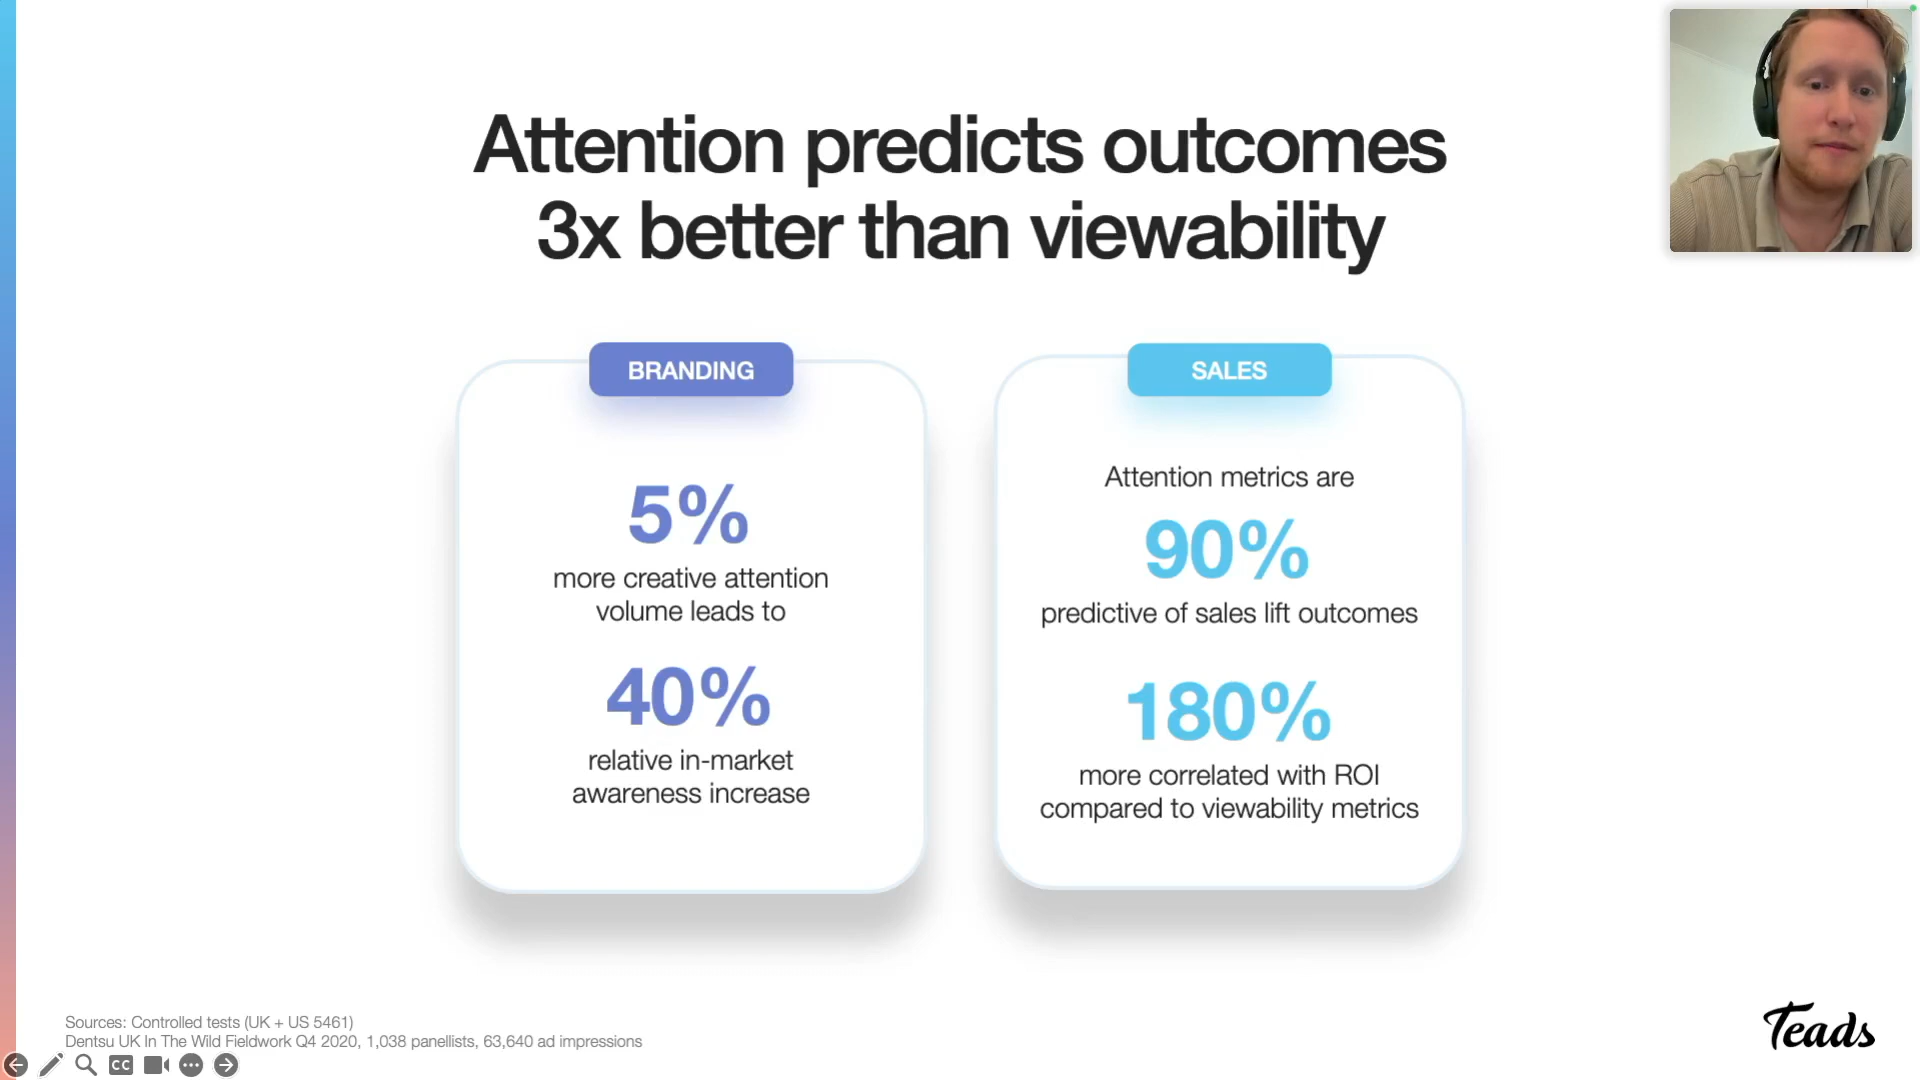 Attention predicts outcomes
3x better than viewability
BRANDING
5%
more creative attention
volume leads to
40%
relative in-market
awareness increase
SALES
Attention metrics are
90%
predictive of sales lift outcomes
180%
more correlated with ROI
compared to viewability metrics
Sources: Controlled tests (UK + US 5461)
Dentsu UK In The Wild Fieldwork Q4 2020, 1,038 panellists, 63,640 ad impressions
CC
Teads